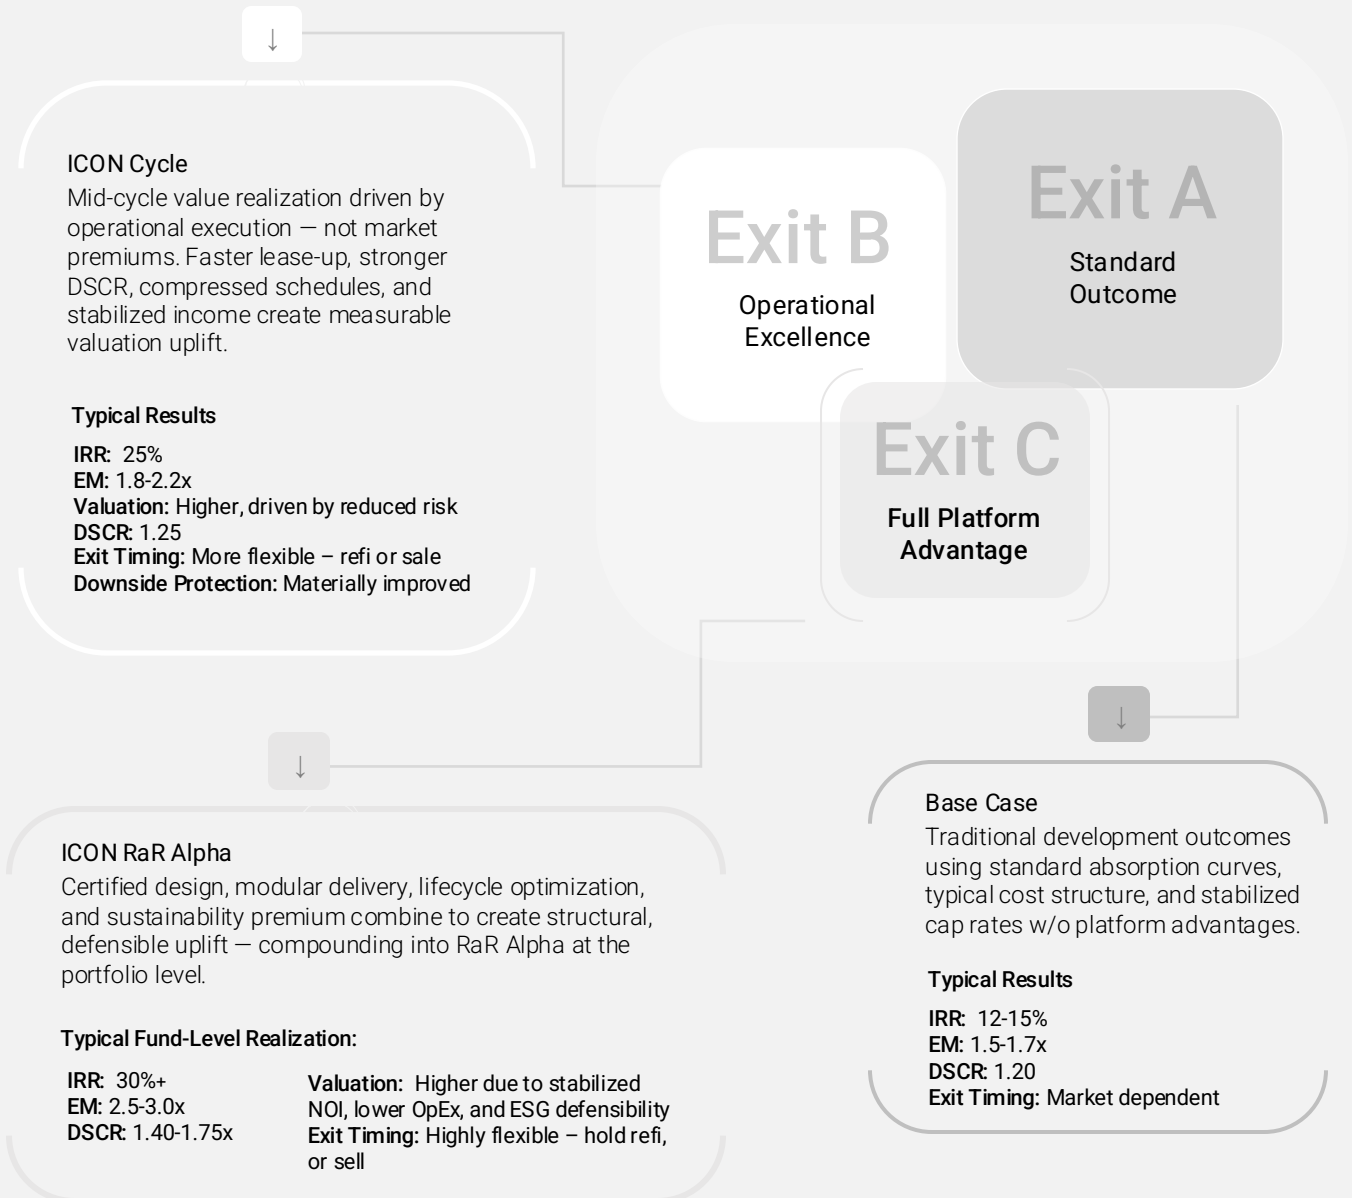 ↓
ICON Cycle
Mid-cycle value realization driven by
operational execution — not market
premiums. Faster lease-up, stronger
DSCR, compressed schedules, and
stabilized income create measurable
valuation uplift.
Typical Results
IRR: 25%
EM: 1.8-2.2x
Valuation: Higher, driven by reduced risk
DSCR: 1.25
Exit Timing: More flexible – refi or sale
Downside Protection: Materially improved
Exit B
Operational
Excellence
Exit A
Standard
Outcome
Exit C
Full Platform
Advantage
↓
ICON RaR Alpha
Certified design, modular delivery, lifecycle optimization,
and sustainability premium combine to create structural,
defensible uplift — compounding into RaR Alpha at the
portfolio level.
Typical Fund-Level Realization:
IRR: 30%+
EM: 2.5-3.0x
DSCR: 1.40-1.75x
Valuation: Higher due to stabilized
NOI, lower OpEx, and ESG defensibility
Exit Timing: Highly flexible – hold refi,
or sell
↓
Base Case
Traditional development outcomes
using standard absorption curves,
typical cost structure, and stabilized
cap rates w/o platform advantages.
Typical Results
IRR: 12-15%
EM: 1.5-1.7x
DSCR: 1.20
Exit Timing: Market dependent